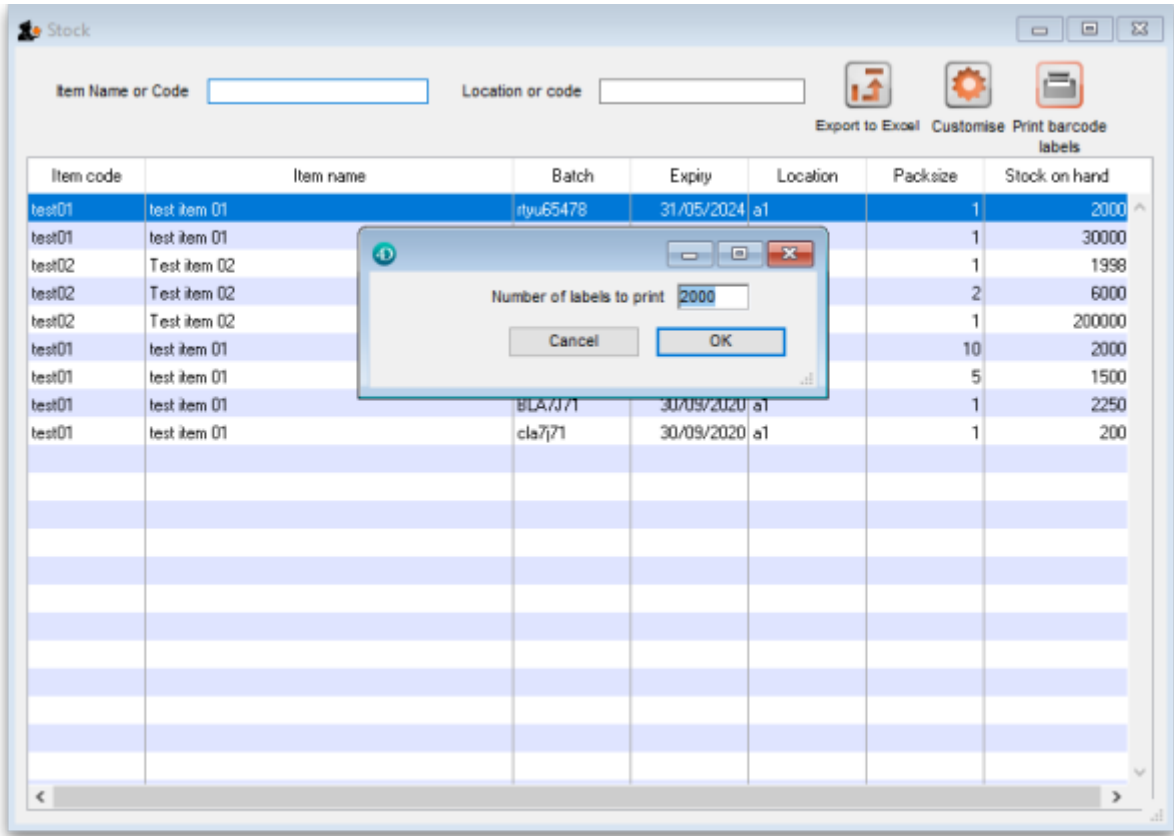 Stock
Item Name or Code Location or code
Export to Excel Customise Print barcode
labels
Item code Item name Batch Expiry Location Packsize Stock on hand
test01 test item 01 rtyu65478 31/05/2024 a1 1 2000
test01 test item 01 1 30000
test02 Test item 02 1 1998
test02 Test item 02 2 6000
test02 Test item 02 1 200000
test01 test item 01 10 2000
test01 test item 01 5 1500
test01 test item 01 BLA7J71 30/09/2020 a1 1 2250
test01 test item 01 cla7j71 30/09/2020 a1 1 200
4D
Number of labels to print 2000
Cancel OK